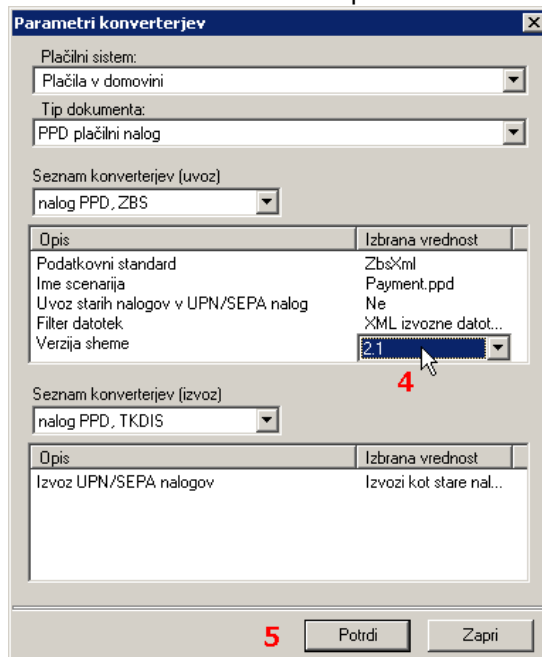 Parametri konverterjev
Plačilni sistem:
Plačila v domovini
Tip dokumenta:
PPD plačilni nalog
Seznam konverterjev (uvoz)
nalog PPD, ZBS
Opis Izbrana vrednost
Podatkovni standard ZbsXml
Ime scenarija Payment.ppd
Uvoz starih nalogov v UPN/SEPA nalog Ne
Filter datotek XML izvozne datot...
Verzija sheme 2.1
4
Seznam konverterjev (izvoz)
nalog PPD, TKDIS
Opis Izbrana vrednost
Izvoz UPN/SEPA nalogov Izvozi kot stare nal...
5 Potrdi Zapri